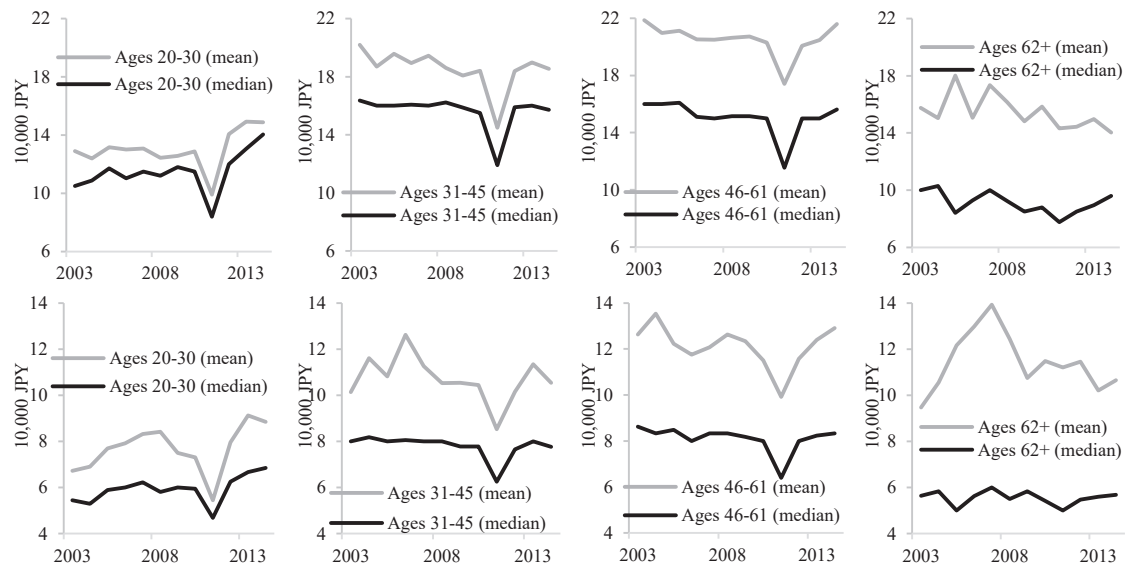 10,000 JPY
22
18
14
10
6
Ages 20-30 (mean)
Ages 20-30 (median)
2003 2008 2013
10,000 JPY
22
18
14
10
6
Ages 31-45 (mean)
Ages 31-45 (median)
2003 2008 2013
10,000 JPY
22
18
14
10
6
Ages 46-61 (mean)
Ages 46-61 (median)
2003 2008 2013
10,000 JPY
22
18
14
10
6
Ages 62+ (mean)
Ages 62+ (median)
2003 2008 2013
10,000 JPY
14
12
10
8
6
4
Ages 20-30 (mean)
Ages 20-30 (median)
2003 2008 2013
10,000 JPY
14
12
10
8
6
4
Ages 31-45 (mean)
Ages 31-45 (median)
2003 2008 2013
10,000 JPY
14
12
10
8
6
4
Ages 46-61 (mean)
Ages 46-61 (median)
2003 2008 2013
10,000 JPY
14
12
10
8
6
4
Ages 62+ (mean)
Ages 62+ (median)
2003 2008 2013